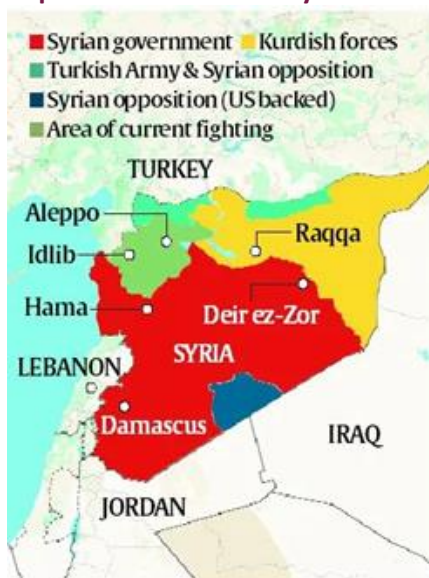 Syrian government Kurdish forces
Turkish Army & Syrian opposition
Syrian opposition (US backed)
Area of current fighting
TURKEY
Aleppo
Raqqa
Idlib
Hama
Deir ez-Zor
SYRIA
LEBANON
Damascus
IRAQ
JORDAN